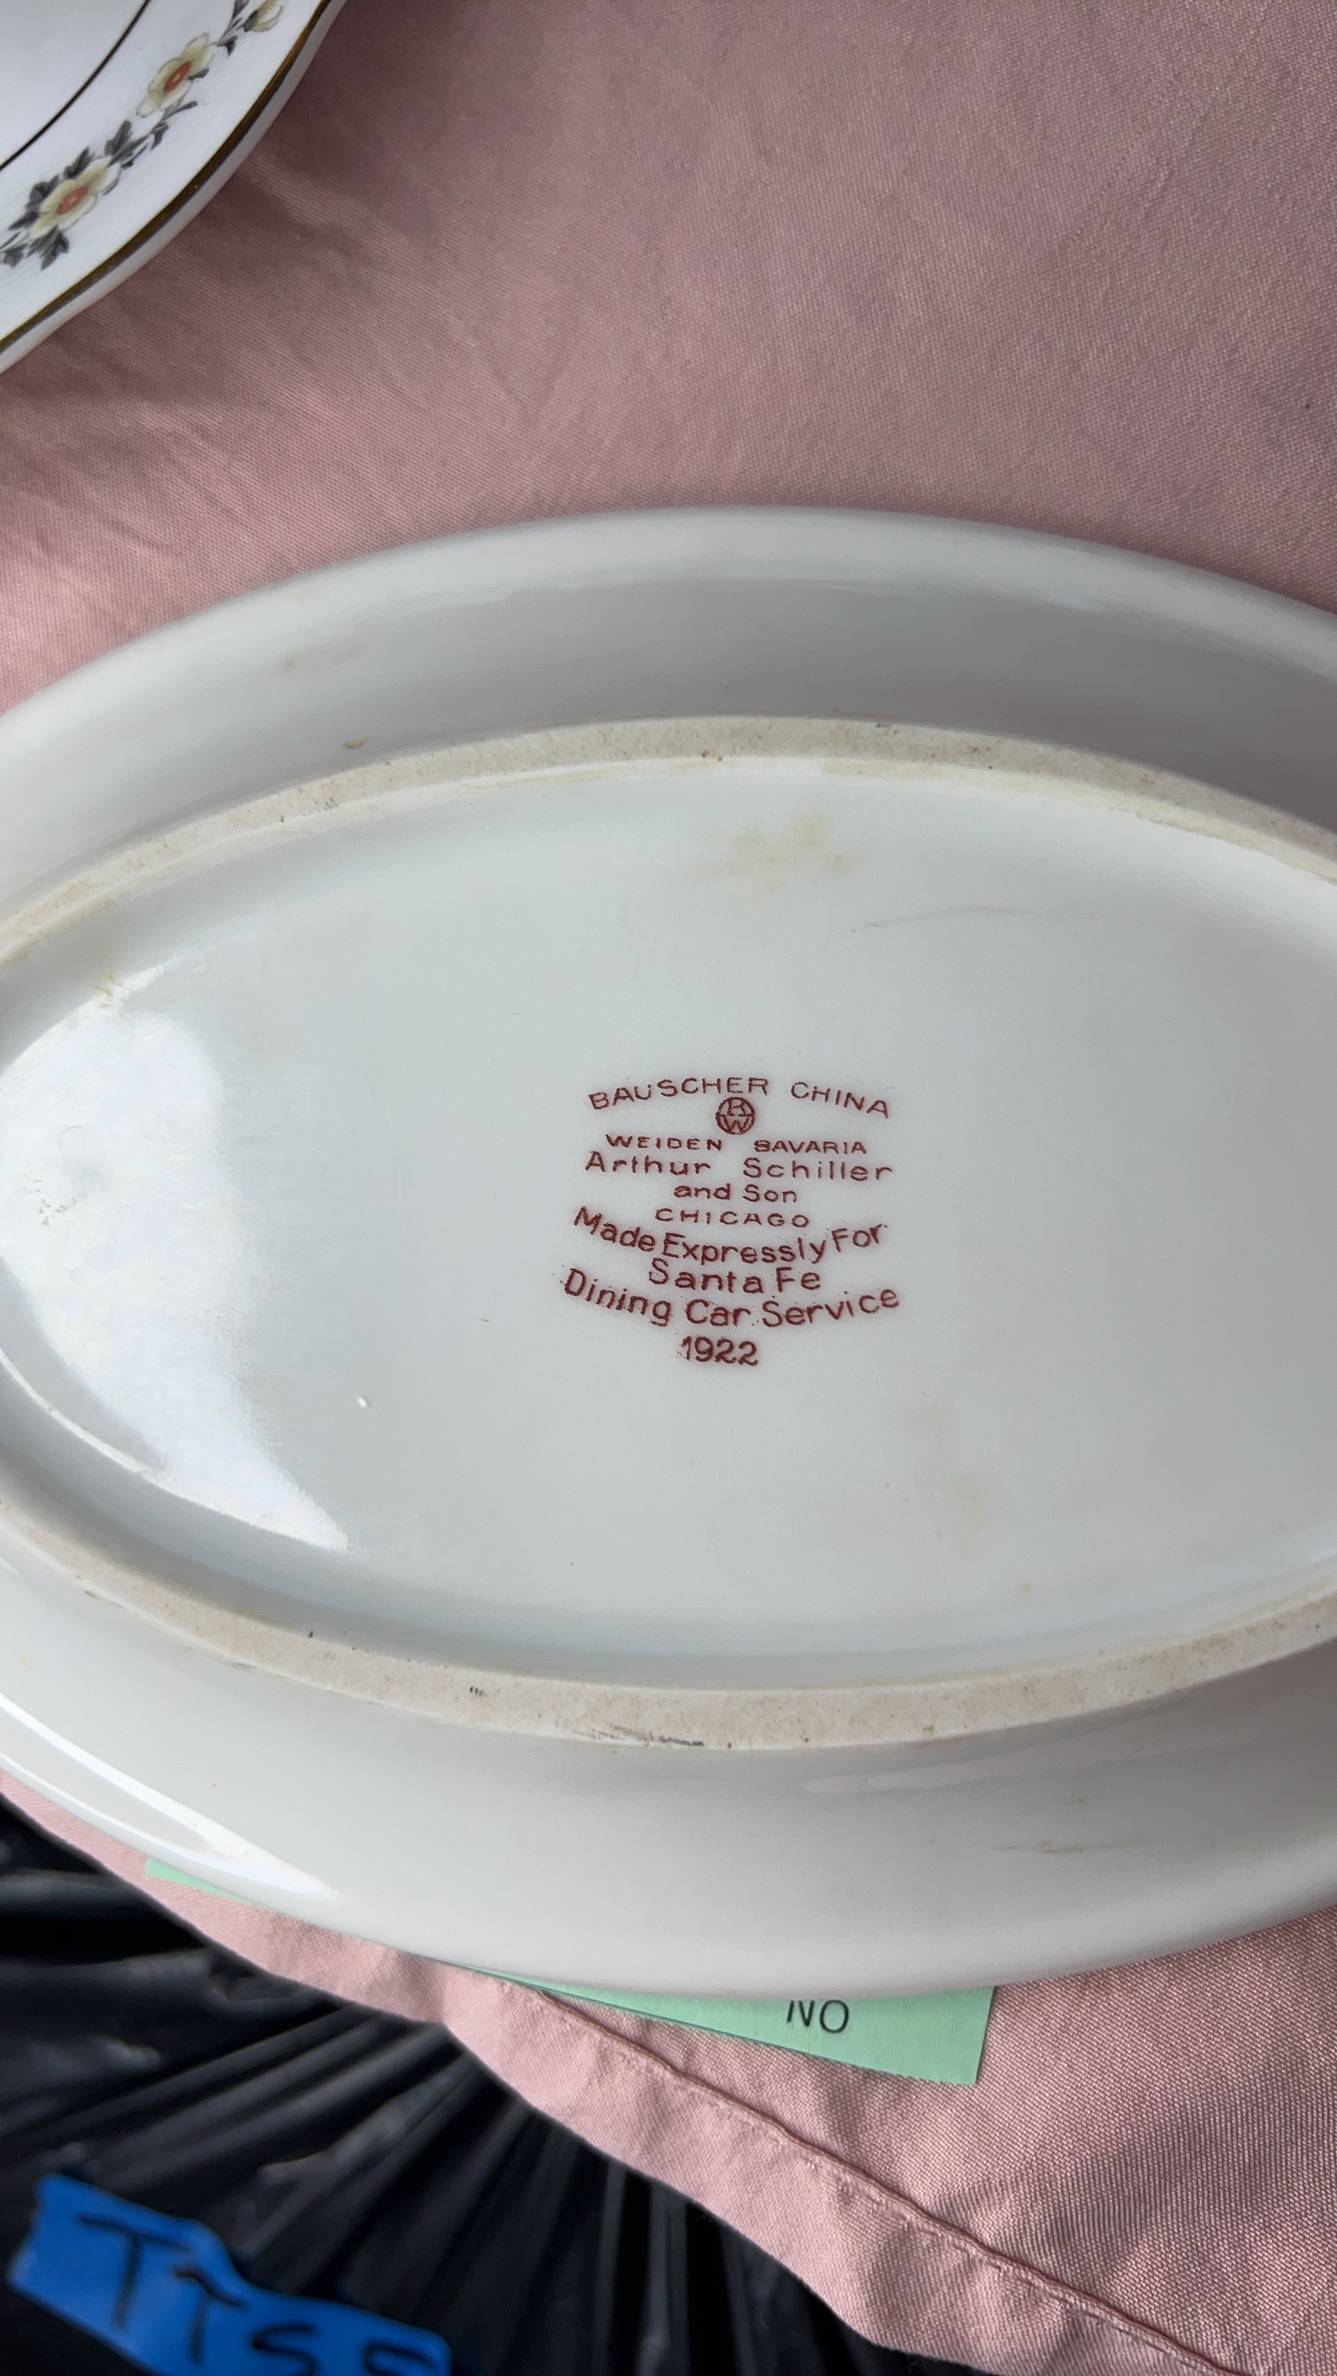 BAUSCHER CHINA
BW
WEIDEN BAVARIA
Arthur Schiller
and Son
CHICAGO
Made Expressly For
Santa Fe
Dining Car Service
1922
NO